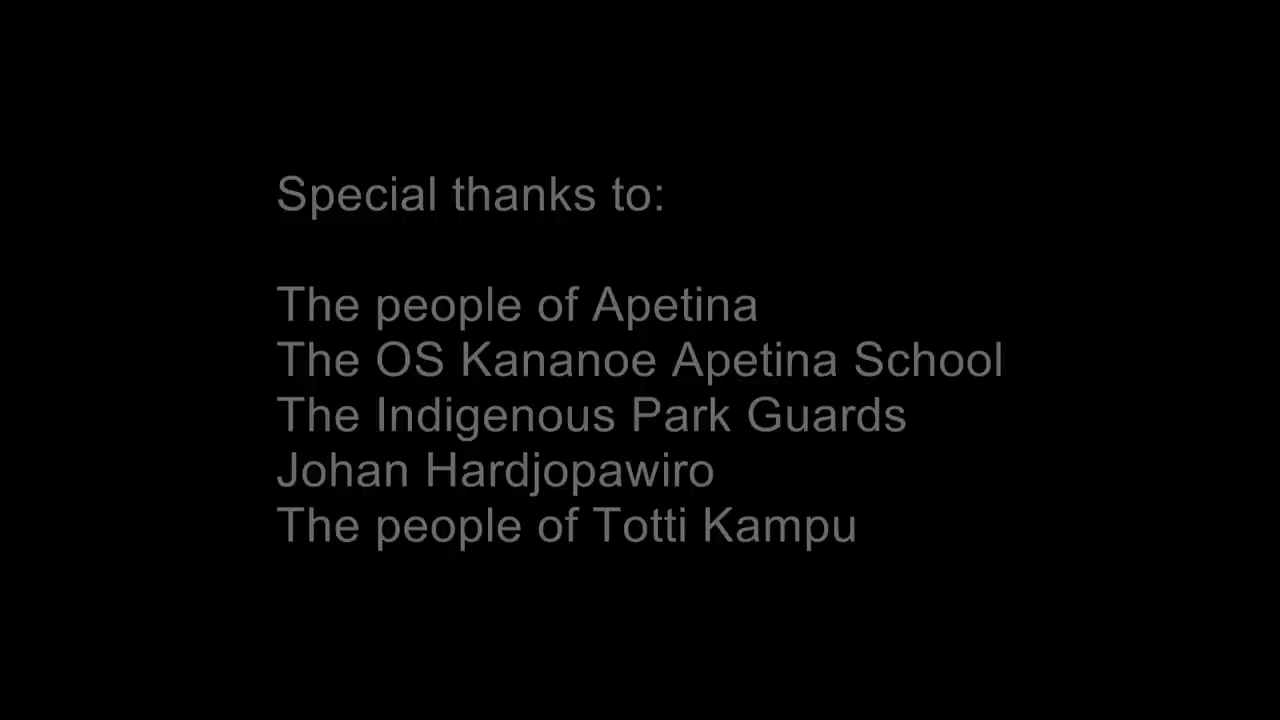 Special thanks to:
The people of Apetina
The OS Kananoe Apetina School
The Indigenous Park Guards
Johan Hardjopawiro
The people of Totti Kampu